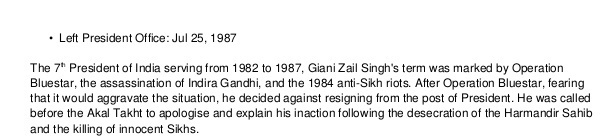 • Left President Office: Jul 25, 1987
The 7th President of India serving from 1982 to 1987, Giani Zail Singh's term was marked by Operation
Bluestar, the assassination of Indira Gandhi, and the 1984 anti-Sikh riots. After Operation Bluestar, fearing
that it would aggravate the situation, he decided against resigning from the post of President. He was called
before the Akal Takht to apologise and explain his inaction following the desecration of the Harmandir Sahib
and the killing of innocent Sikhs.